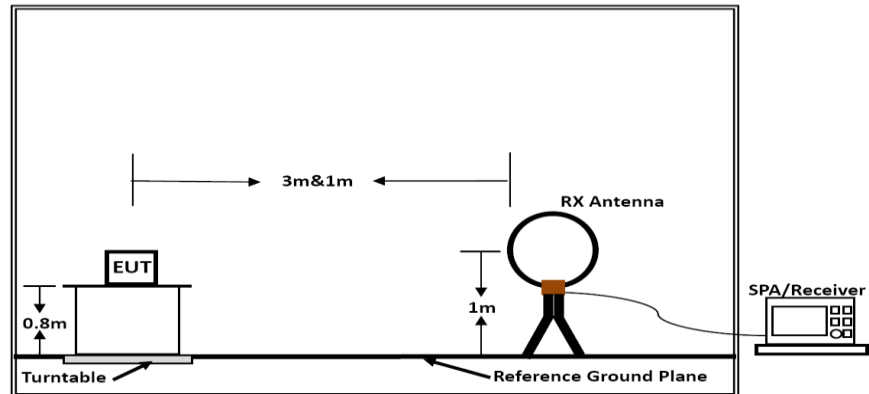 3m&1m
RX Antenna
EUT
SPA/Receiver
0.8m
1m
Turntable
Reference Ground Plane